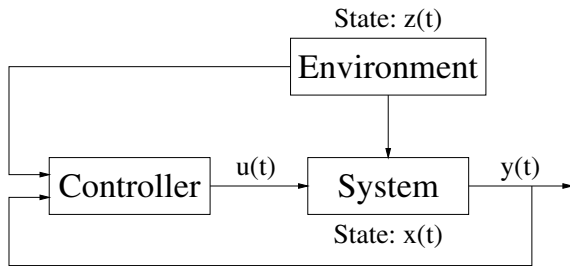 State: z(t)
Environment
Controller
u(t)
System
y(t)
State: x(t)